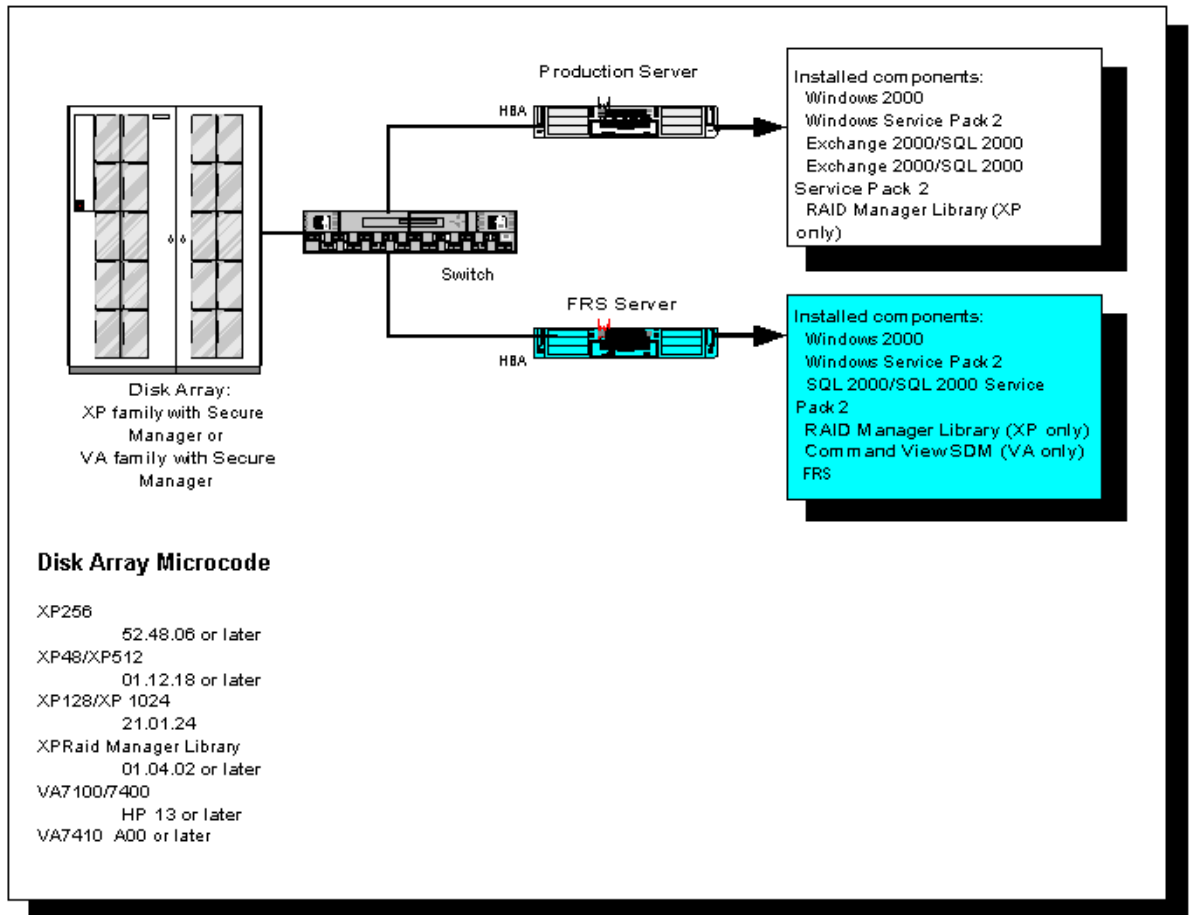 Production Server
HBA
Installed components:
Windows 2000
Windows Service Pack 2
Exchange 2000/SQL 2000
Exchange 2000/SQL 2000
Service Pack 2
RAID Manager Library (XP
only)
Switch
FRS Server
HBA
Installed components:
Windows 2000
Windows Service Pack 2
SQL 2000/SQL 2000 Service
Pack 2
RAID Manager Library (XP only)
Command View SDM (VA only)
FRS
Disk Array:
XP family with Secure
Manager or
VA family with Secure
Manager
Disk Array Microcode
XP256
52.48.06 or later
XP48/XP512
01.12.18 or later
XP128/XP 1024
21.01.24
XPRaid Manager Library
01.04.02 or later
VA7100/7400
HP 13 or later
VA7410 A00 or later